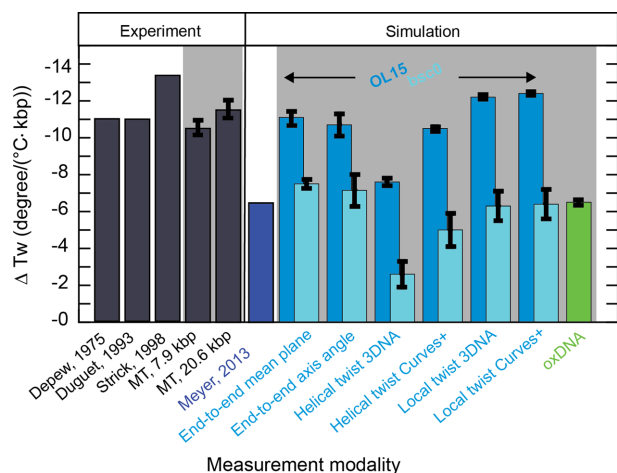 Experiment Simulation
Δ Tw (degree/(°C· kbp))
-14
-12
-10
-8
-6
-4
-2
-0
OL15
bsc1
Depew, 1975
Duguet, 1993
Strick, 1998
MT, 7.9 kbp
MT, 20.6 kbp
Meyer, 2013
End-to-end mean plane
End-to-end axis angle
Helical twist 3DNA
Helical twist Curves+
Local twist 3DNA
Local twist Curves+
oxDNA
Measurement modality